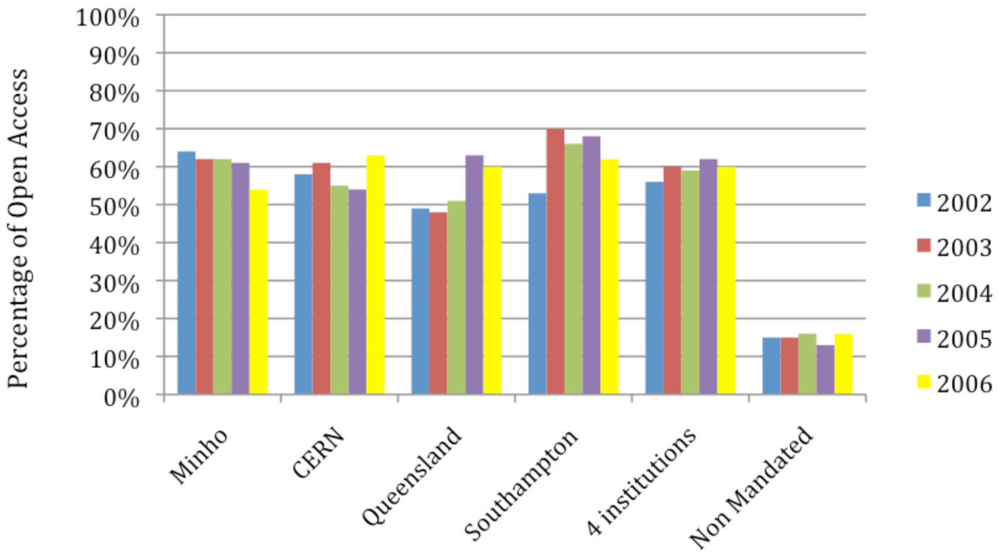 Percentage of Open Access
100%
90%
80%
70%
60%
50%
40%
30%
20%
10%
0%
Minho
CERN
Queensland
Southampton
4 institutions
Non Mandated
2002
2003
2004
2005
2006